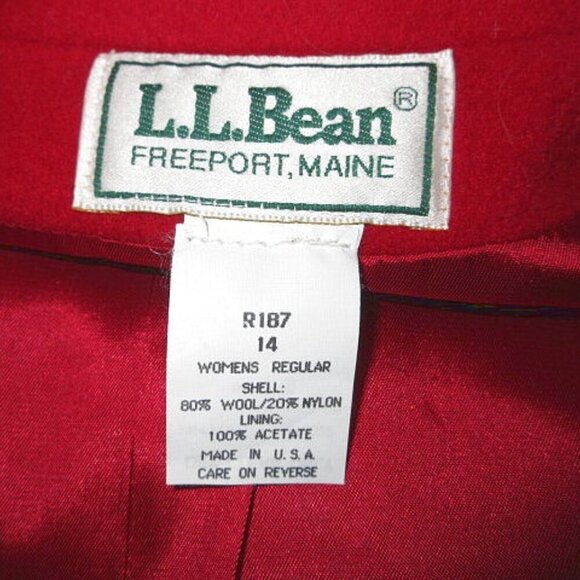 L.L.Bean®
FREEPORT, MAINE
R187
14
WOMENS REGULAR
SHELL:
80% WOOL/20% NYLON
LINING:
100% ACETATE
MADE IN U.S.A.
CARE ON REVERSE